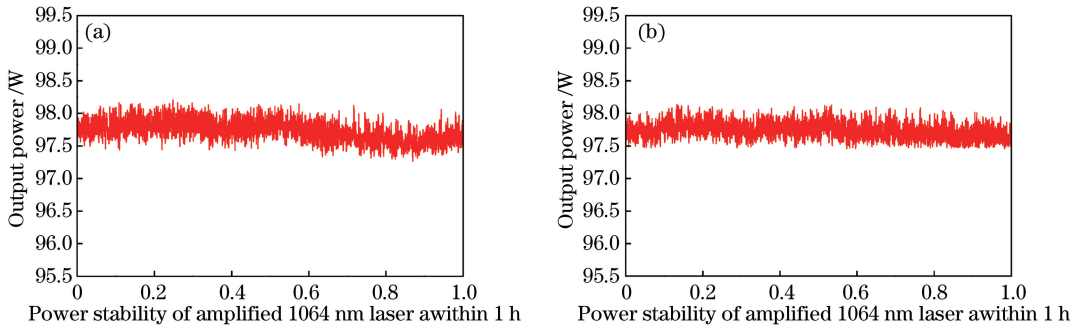 (a)
Output power /W
99.5
99.0
98.5
98.0
97.5
97.0
96.5
96.0
95.5
0 0.2 0.4 0.6 0.8 1.0
Power stability of amplified 1064 nm laser awithin 1 h
(b)
Output power /W
99.5
99.0
98.5
98.0
97.5
97.0
96.5
96.0
95.5
0 0.2 0.4 0.6 0.8 1.0
Power stability of amplified 1064 nm laser awithin 1 h